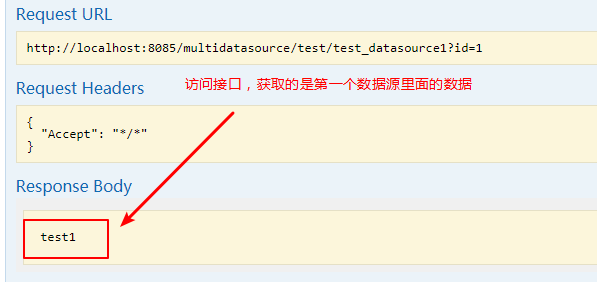 Request URL
http://localhost:8085/multidatasource/test/test_datasource1?id=1
Request Headers
访问接口，获取的是第一个数据源里面的数据
{
"Accept": "*/*"
}
Response Body
test1